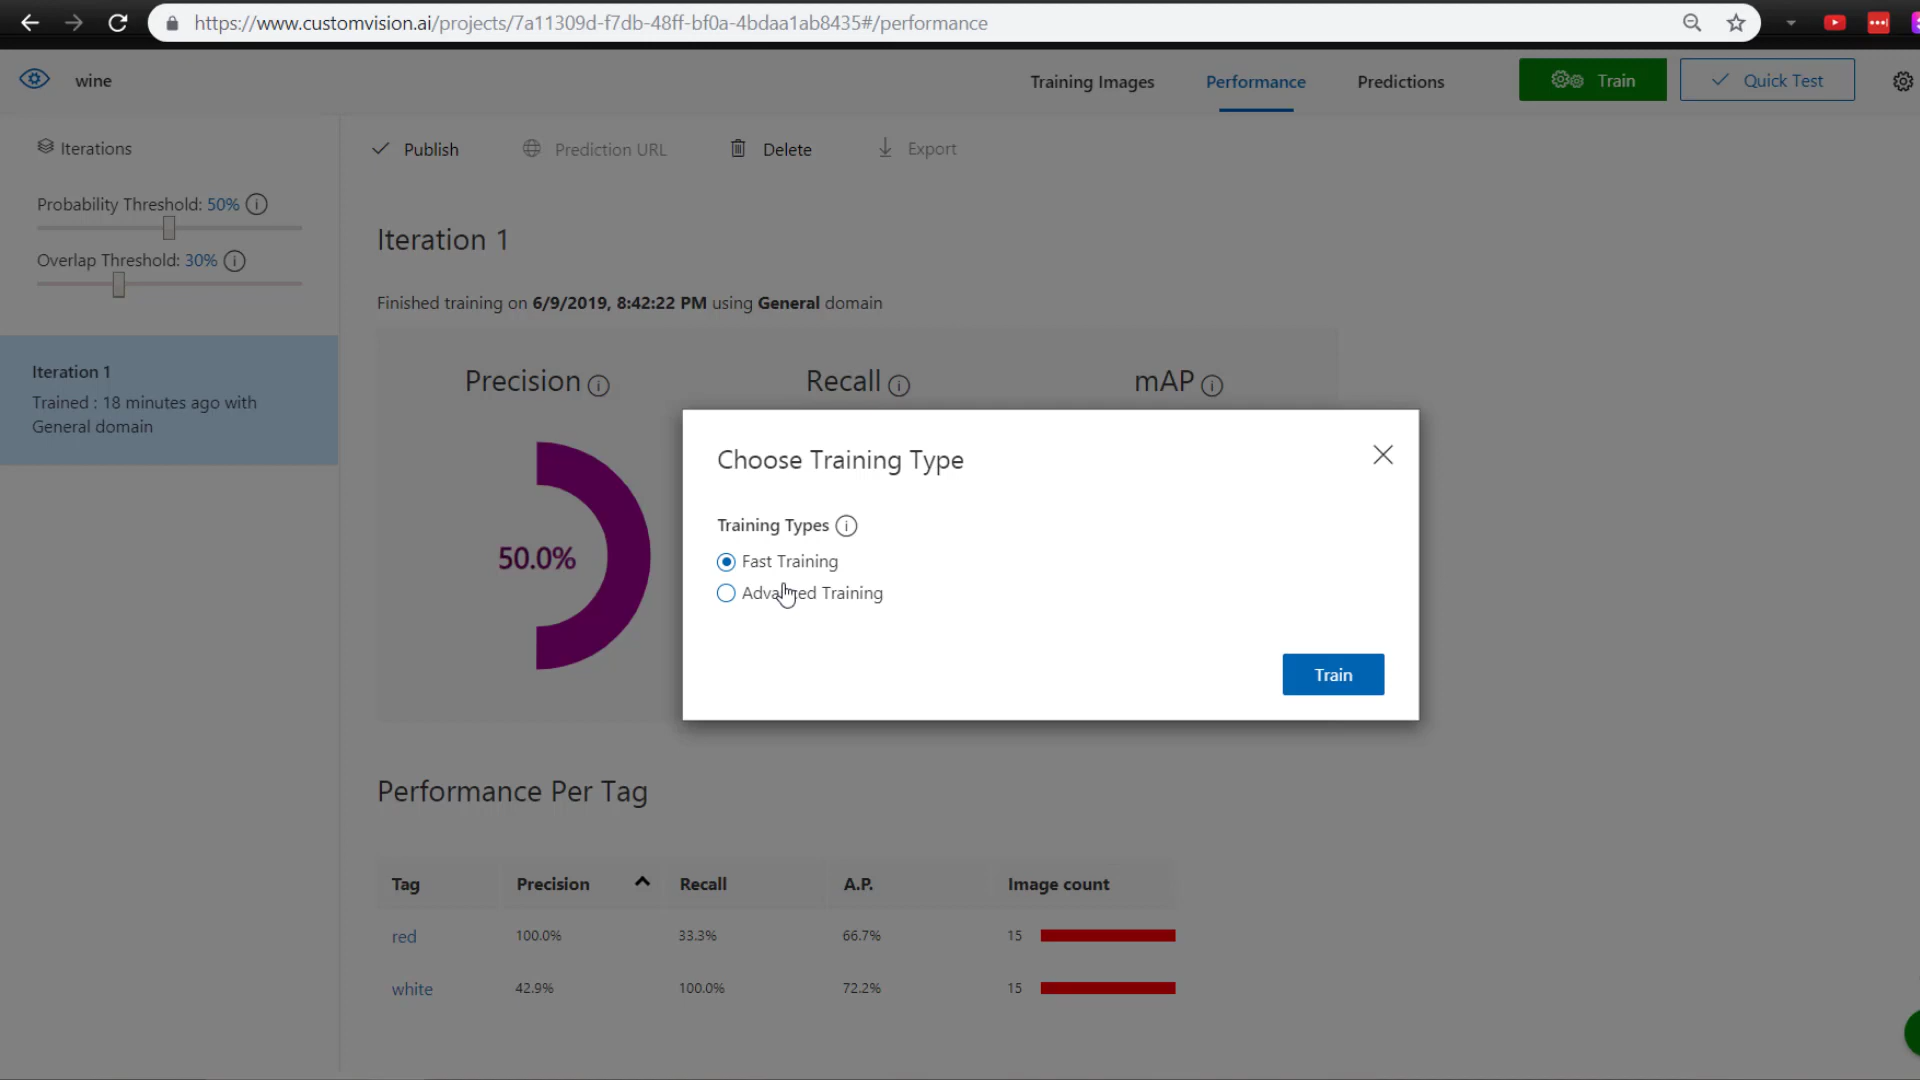 https://www.customvision.ai/projects/7a11309d-f7db-48ff-bf0a-4bdaa1ab8435#/performance
wine
Training Images
Performance
Predictions
Train
Quick Test
Iterations
Publish
Prediction URL
Delete
Export
Probability Threshold: 50%
Overlap Threshold: 30%
Iteration 1
Trained : 18 minutes ago with
General domain
Iteration 1
Finished training on 6/9/2019, 8:42:22 PM using General domain
Precision
Recall
mAP
50.0%
Choose Training Type
Training Types
Fast Training
Advanced Training
Train
Performance Per Tag
Tag Precision Recall A.P. Image count
red 100.0% 33.3% 66.7% 15
white 42.9% 100.0% 72.2% 15